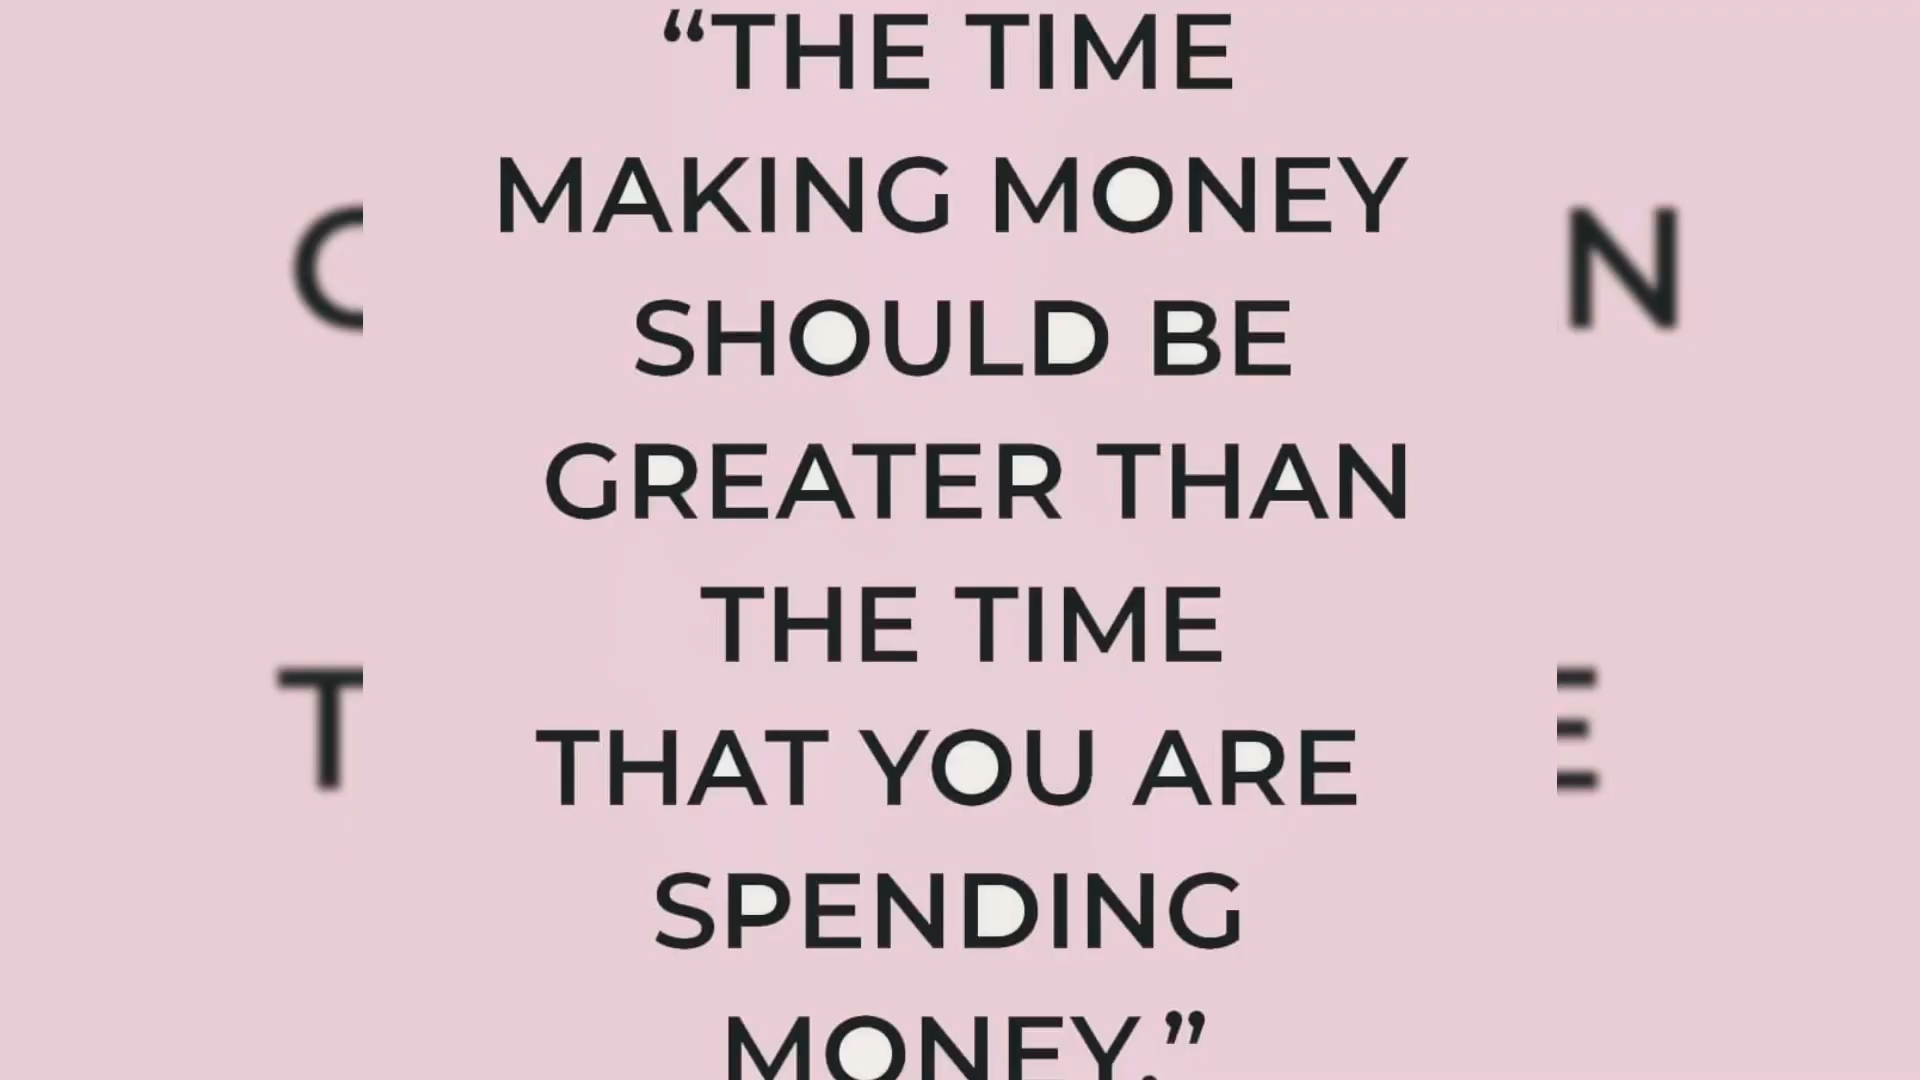 “THE TIME
MAKING MONEY
SHOULD BE
GREATER THAN
THE TIME
THAT YOU ARE
SPENDING
MONEY.”